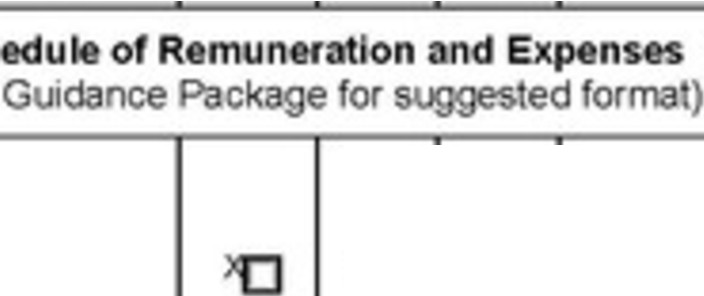 edule of Remuneration and Expenses
Guidance Package for suggested format)
X☐